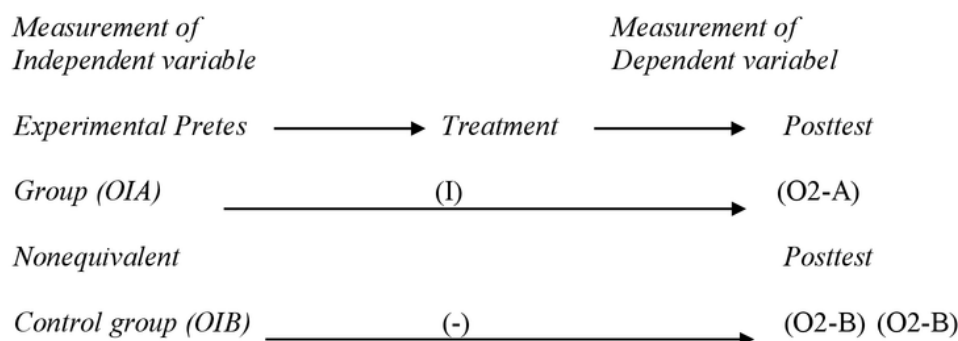 Measurement of Measurement of
Independent variable Dependent variabel
Experimental Pretes Treatment Posttest
Group (OIA) (I) (O2-A)
Nonequivalent Posttest
Control group (OIB) (-) (O2-B) (O2-B)